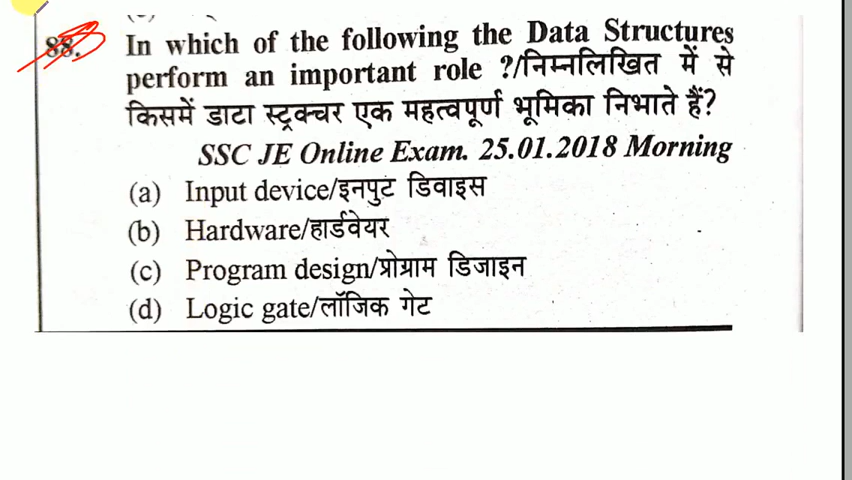 88. In which of the following the Data Structures
perform an important role ?/निम्नलिखित में से
किसमें डाटा स्ट्रक्चर एक महत्वपूर्ण भूमिका निभाते हैं?
SSC JE Online Exam. 25.01.2018 Morning
(a) Input device/इनपुट डिवाइस
(b) Hardware/हार्डवेयर
(c) Program design/प्रोग्राम डिजाइन
(d) Logic gate/लॉजिक गेट